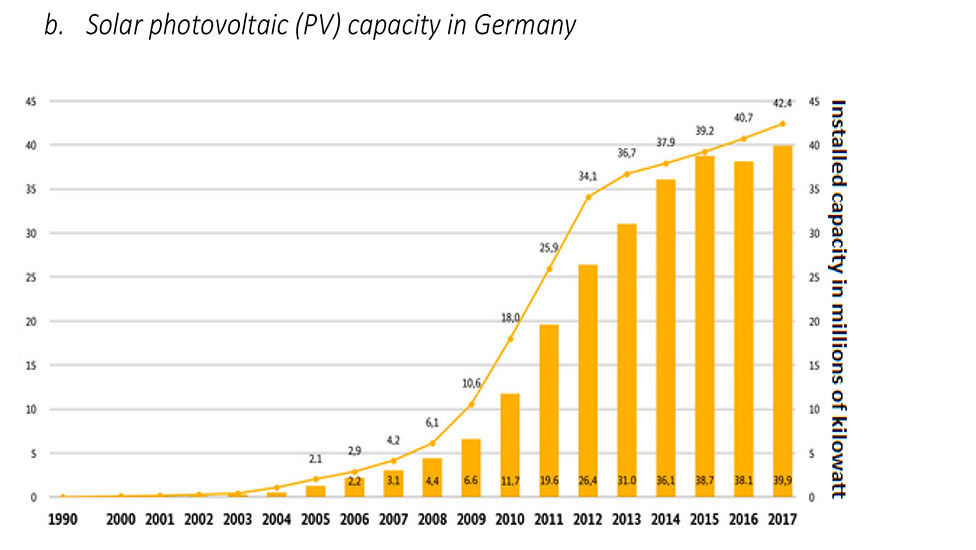 b. Solar photovoltaic (PV) capacity in Germany
45 42.4 45
40,7
39.2
40 37.9 40
36,7
34,1
35 35
30 30
25,9
25 25
20 18,0 20
15 15
10,6
10 10
6,1
5 4,2 5
2,9
2.1
2,2 3.1 4,4 6.6 11.7 19.6 26,4 31.0 36,1 38,7 38.1 39,9
0 0
1990 2000 2001 2002 2003 2004 2005 2006 2007 2008 2009 2010 2011 2012 2013 2014 2015 2016 2017
Installed capacity in millions of kilowatt